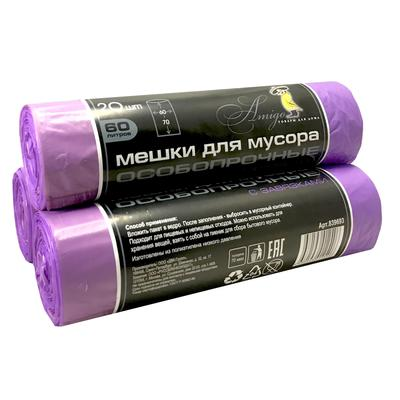 20 шт
60
70
60
ЛИТРОВ
Amigo
ТОВАРЫ ДЛЯ ДОМА
МЕШКИ ДЛЯ МУСОРА
ОСОБОПРОЧНЫЕ
ОСОБОПРОЧНЫЕ
С ЗАВЯЗКАМИ
Способ применения:
Вложить пакет в ведро. После заполнения - выбросить в мусорный контейнер.
Подходит для пищевых и непищевых отходов. Можно использовать для
хранения вещей, взять с собой на пикник для сбора бытового мусора.
Изготовлены из полиэтилена низкого давления.
Арт.839693
EAC